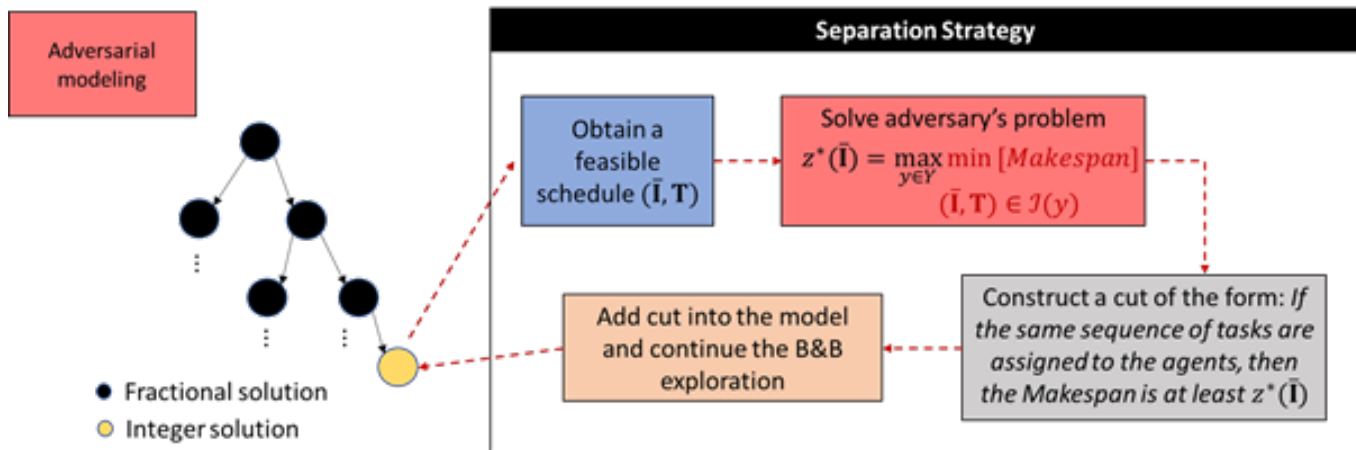 Adversarial
modeling
Separation Strategy
Obtain a
feasible
schedule (Ī, T)
Solve adversary's problem
z*(Ī) = max min [Makespan]
y∈Y
(Ī, T) ∈ ℐ(y)
Construct a cut of the form: If
the same sequence of tasks are
assigned to the agents, then
the Makespan is at least z*(Ī)
Add cut into the model
and continue the B&B
exploration
Fractional solution
Integer solution